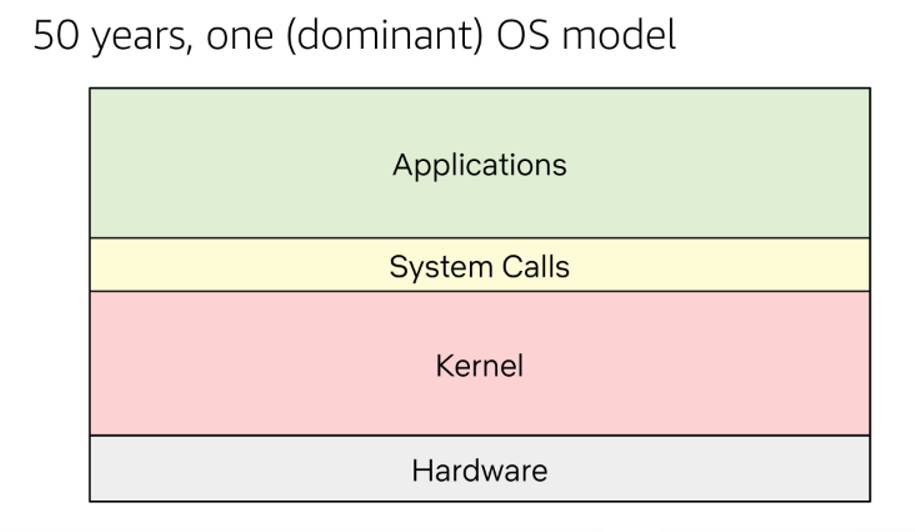 50 years, one (dominant) OS model
Applications
System Calls
Kernel
Hardware